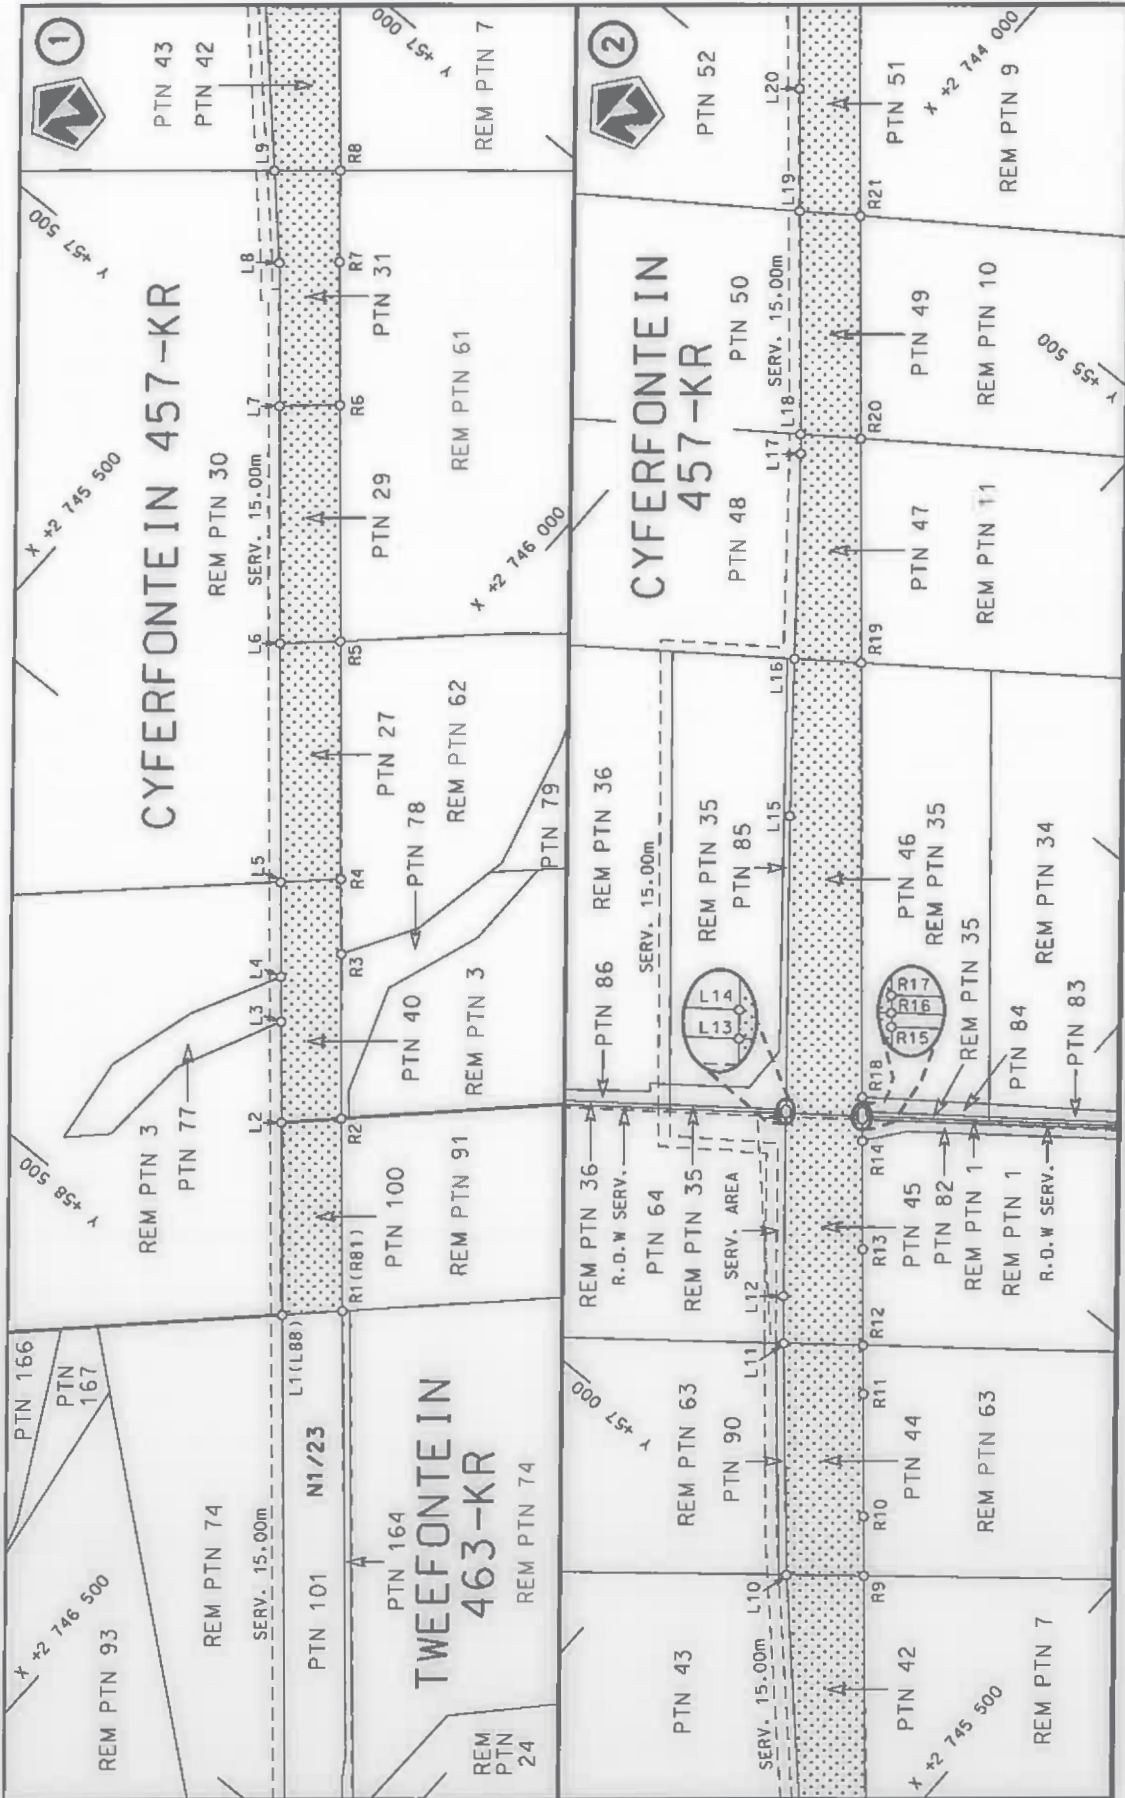 1
PTN 166
PTN
167
X +2 746 500
REM PTN 93
REM PTN 74
SERV. 15.00m
PTN 101
N1/23
PTN 164
TWEEFONTEIN
463-KR
REM PTN 74
REM
PTN
24
L1(L88)
R1(R81)
Y +58 500
REM PTN 3
PTN 77
L2
L3
L4
L5
R2
R3
R4
PTN 100
REM PTN 91
PTN 40
REM PTN 3
PTN 78
PTN 79
PTN 27
REM PTN 62
CYFERFONTEIN 457-KR
X +2 745 500
REM PTN 30
SERV. 15.00m
L6
L7
L8
L9
R5
R6
R7
R8
PTN 29
PTN 31
REM PTN 61
X +2 746 000
Y +57 500
PTN 43
PTN 42
Y +57 000
REM PTN 7
2
PTN 43
SERV. 15.00m
PTN 42
X +2 745 500
REM PTN 7
L10
R9
Y +57 000
REM PTN 63
PTN 90
L11
L12
R10
R11
R12
R13
R14
PTN 44
REM PTN 63
REM PTN 36
R.O.W SERV.
PTN 64
REM PTN 35
SERV. AREA
PTN 45
PTN 82
REM PTN 1
REM PTN 1
R.O.W SERV.
PTN 86
REM PTN 36
SERV. 15.00m
L13
L14
REM PTN 35
PTN 85
L15
L16
R15
R16
R17
R18
R19
PTN 46
REM PTN 35
REM PTN 35
PTN 84
PTN 83
REM PTN 34
CYFERFONTEIN
457-KR
PTN 48
L17
L18
PTN 50
SERV. 15.00m
L19
L20
PTN 47
REM PTN 11
R20
PTN 49
REM PTN 10
Y +55 500
R21
PTN 52
PTN 51
X +2 744 000
REM PTN 9